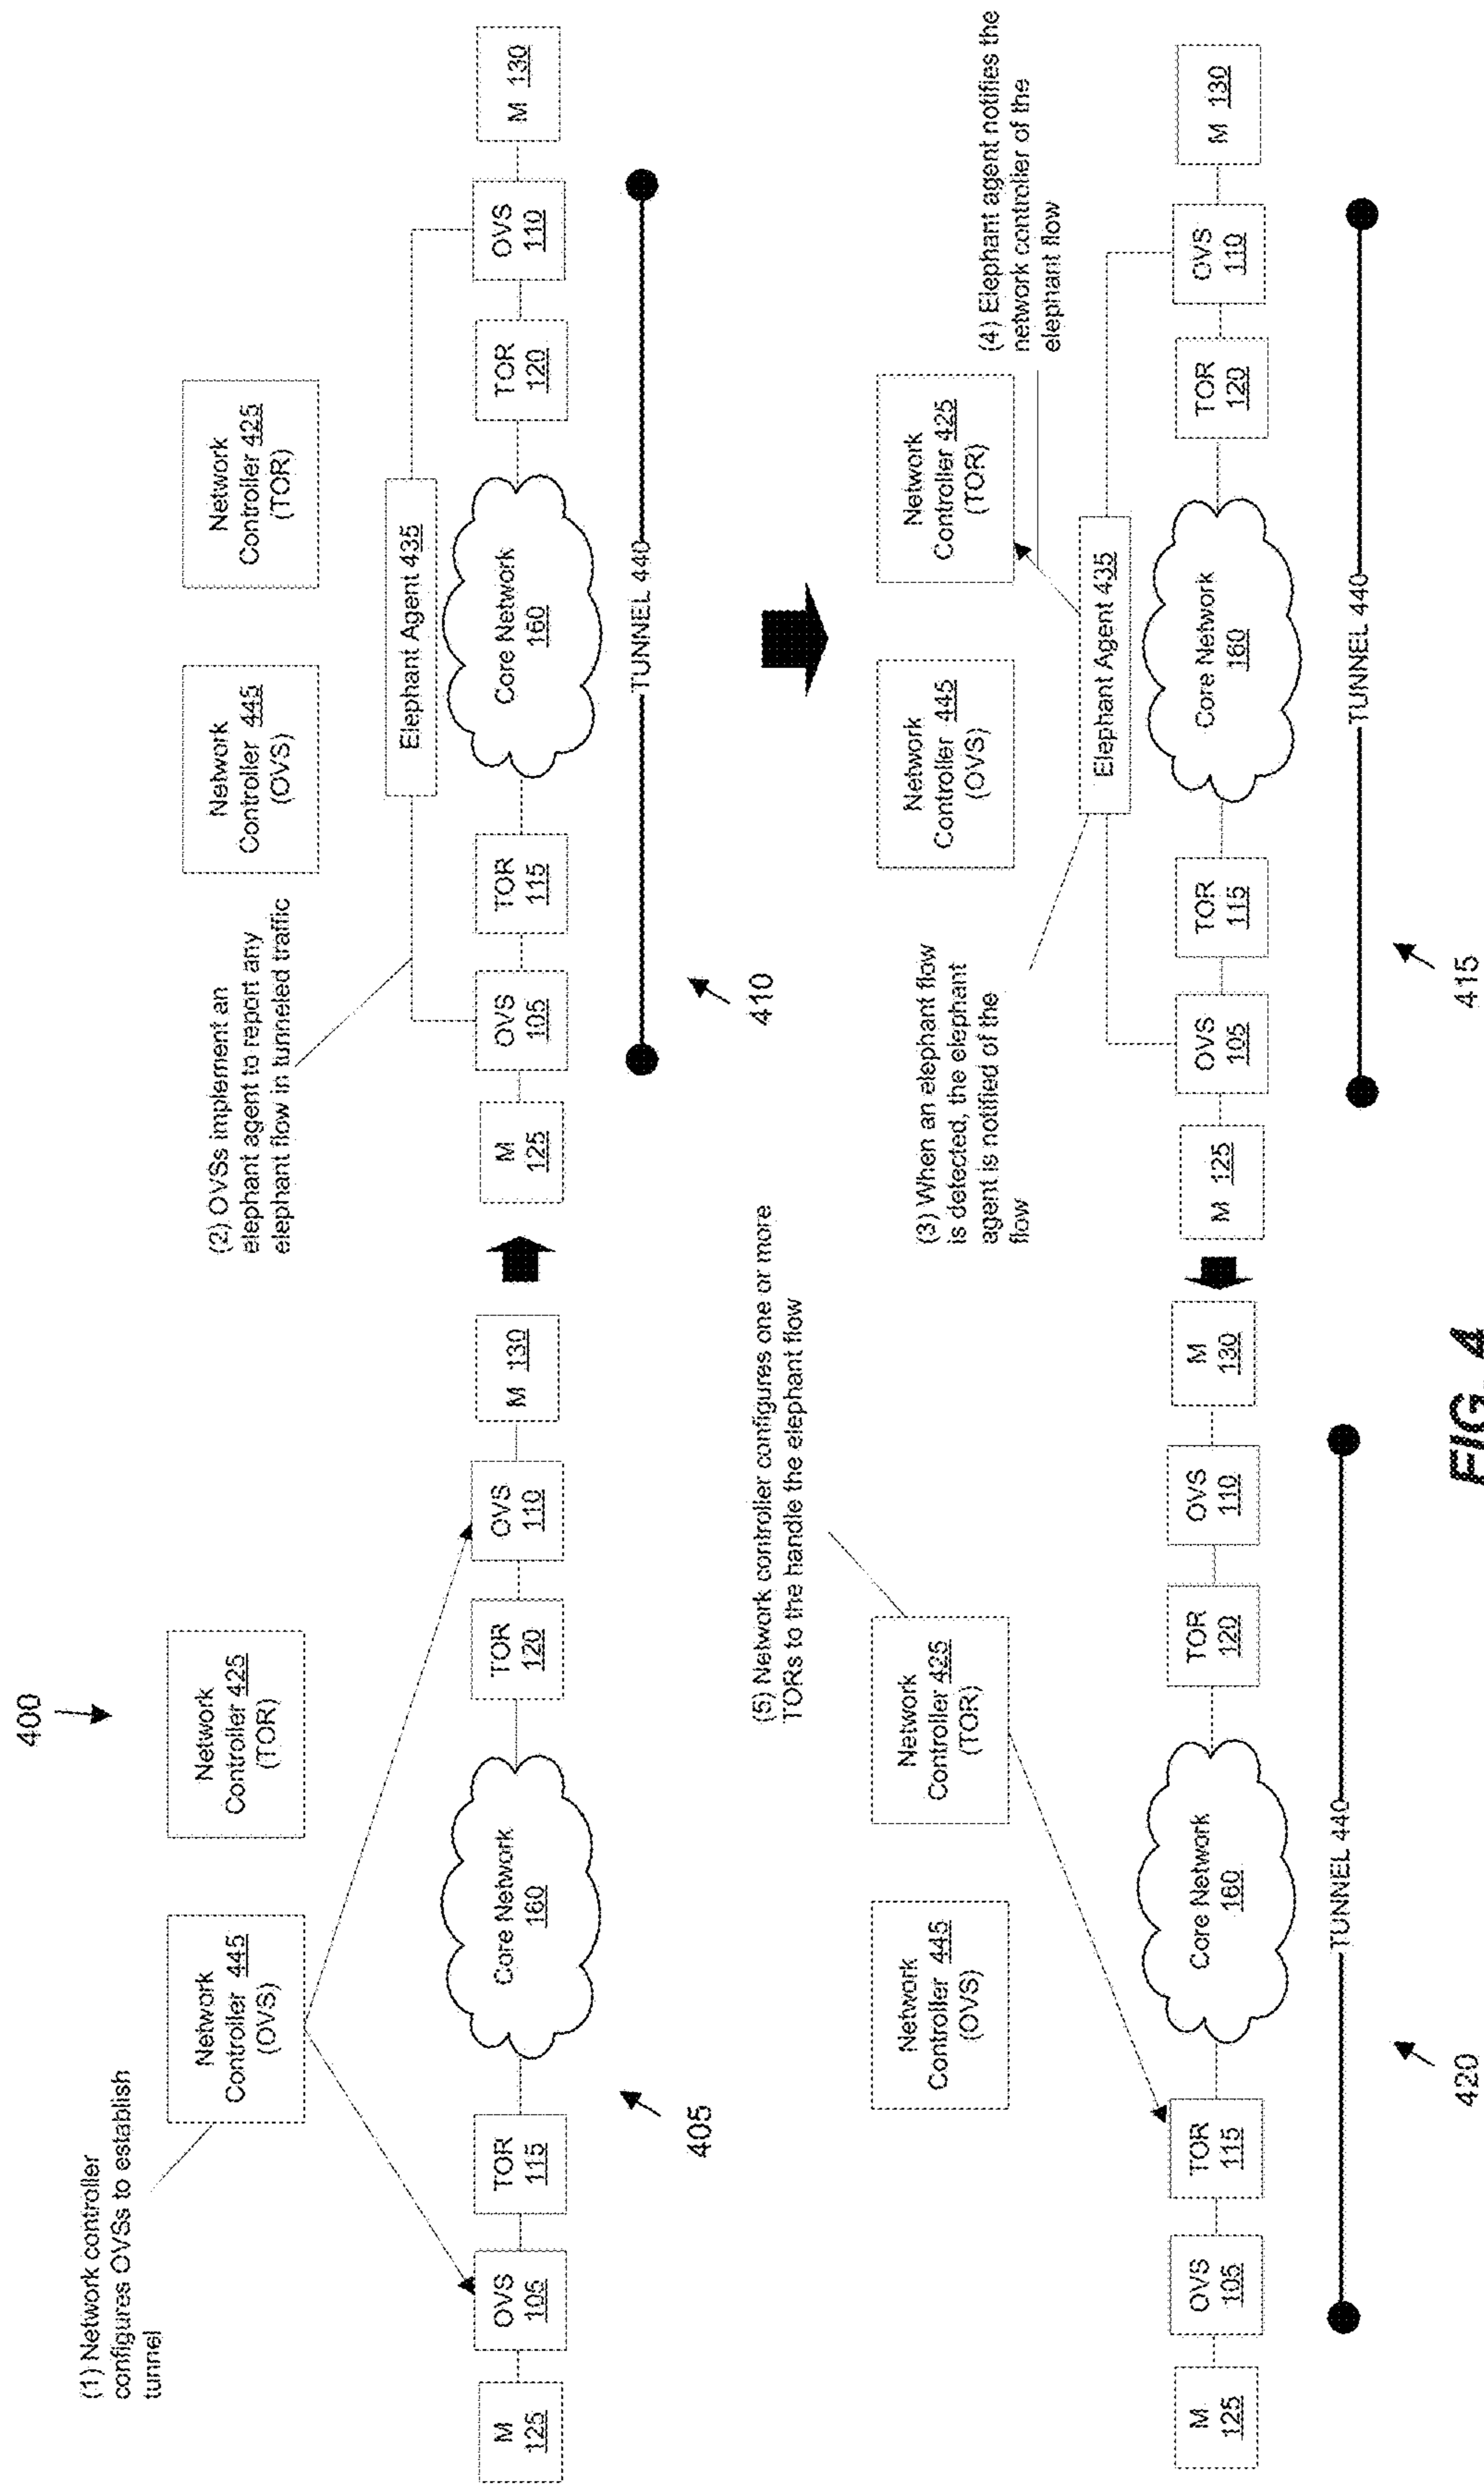 400
(1) Network controller
configures OVSs to establish
tunnel
Network
Controller 445
(OVS)
Network
Controller 425
(TOR)
M
125
OVS
105
TOR
115
Core Network
160
TOR
120
OVS
110
M 130
405
(2) OVSs implement an
elephant agent to report any
elephant flow in tunneled traffic
Network
Controller 445
(OVS)
Network
Controller 425
(TOR)
Elephant Agent 435
M
125
OVS
105
TOR
115
Core Network
160
TOR
120
OVS
110
M 130
TUNNEL 440
410
(3) When an elephant flow
is detected, the elephant
agent is notified of the
flow
Network
Controller 445
(OVS)
Network
Controller 425
(TOR)
(4) Elephant agent notifies the
network controller of the
elephant flow
Elephant Agent 435
M 125
OVS
105
TOR
115
Core Network
160
TOR
120
OVS
110
M 130
TUNNEL 440
415
(5) Network controller configures one or more
TORs to the handle the elephant flow
Network
Controller 445
(OVS)
Network
Controller 425
(TOR)
M
125
OVS
105
TOR
115
Core Network
160
TOR
120
OVS
110
M
130
TUNNEL 440
420
FIG. 4